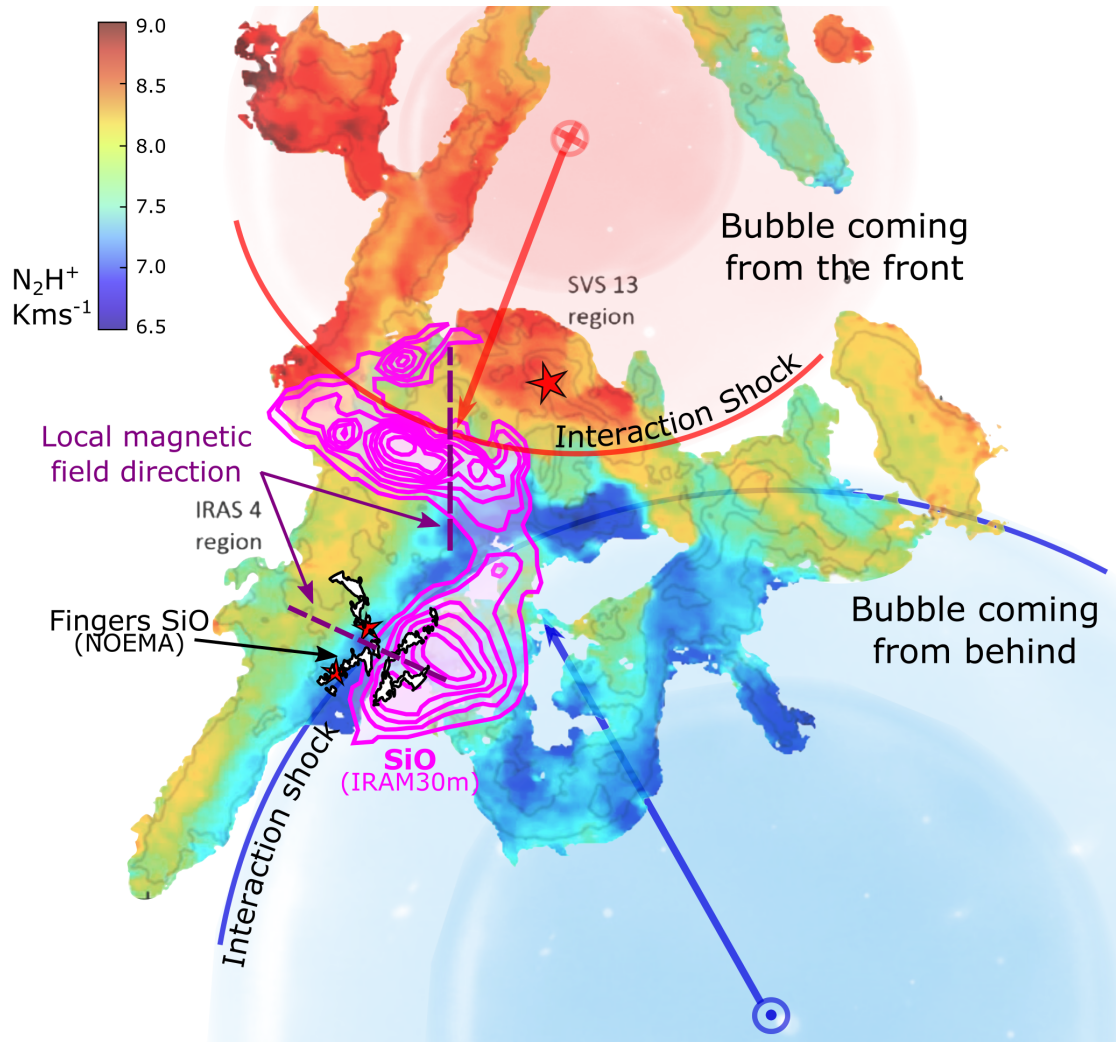 9.0
8.5
8.0
7.5
7.0
6.5
N₂H⁺
Kms⁻¹
Bubble coming
from the front
SVS 13
region
Interaction Shock
Local magnetic
field direction
IRAS 4
region
Fingers SiO
(NOEMA)
Bubble coming
from behind
SiO
(IRAM30m)
Interaction shock